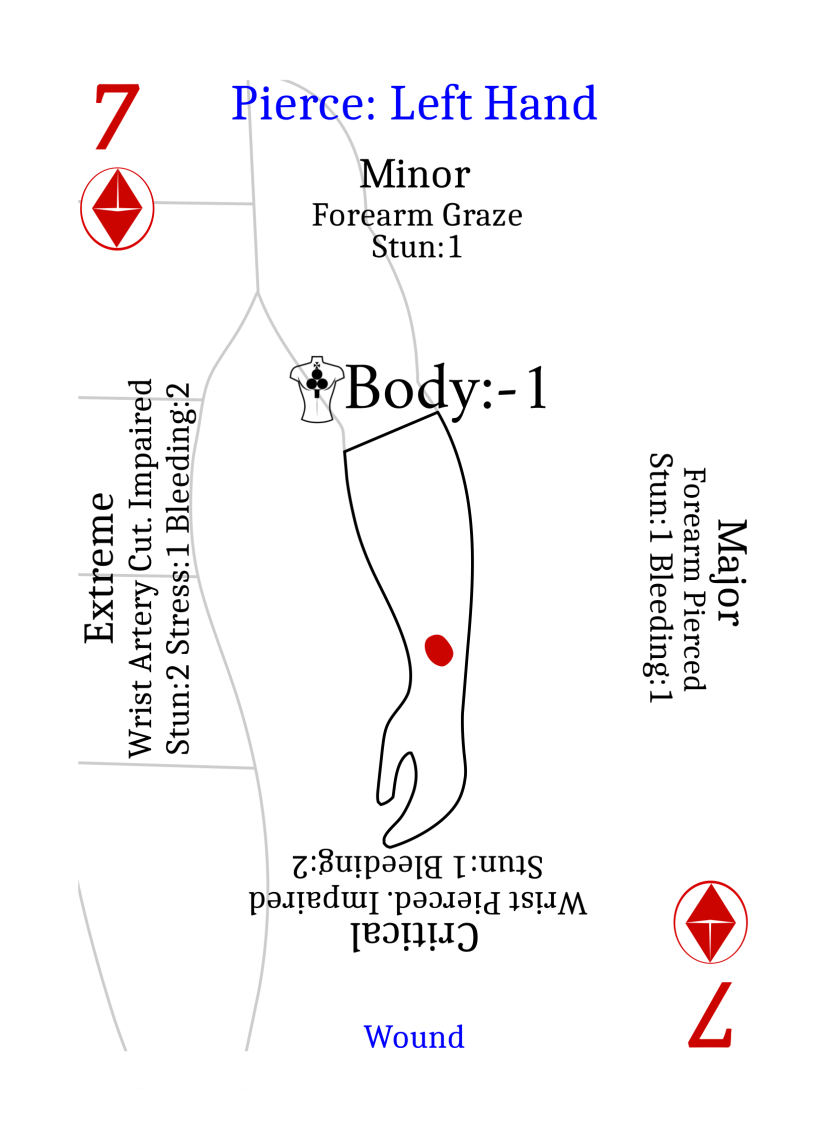 7
Pierce: Left Hand
Minor
Forearm Graze
Stun:1
Body:-1
Major
Forearm Pierced
Stun:1 Bleeding:1
Critical
Wrist Pierced. Impaired
Stun:1 Bleeding:2
Extreme
Wrist Artery Cut. Impaired
Stun:2 Stress:1 Bleeding:2
Wound
7